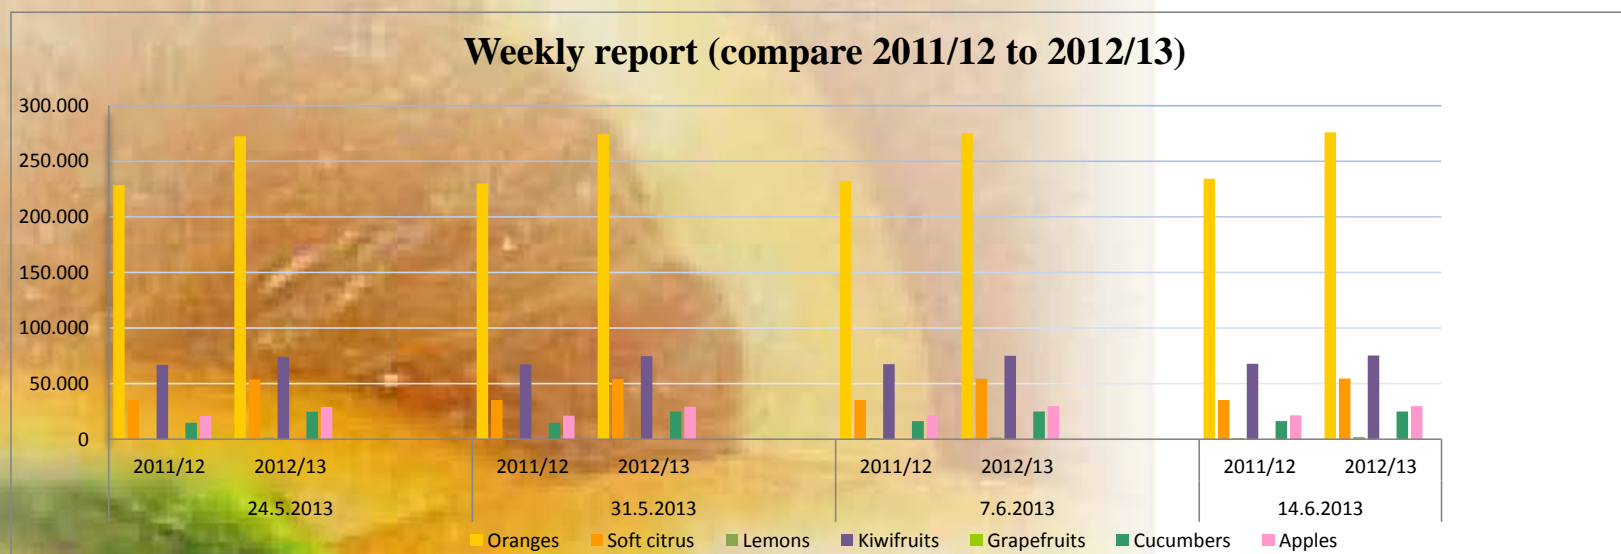 Weekly report (compare 2011/12 to 2012/13)
300.000
250.000
200.000
150.000
100.000
50.000
0
2011/12 2012/13 2011/12 2012/13 2011/12 2012/13 2011/12 2012/13
24.5.2013 31.5.2013 7.6.2013 14.6.2013
Oranges Soft citrus Lemons Kiwifruits Grapefruits Cucumbers Apples